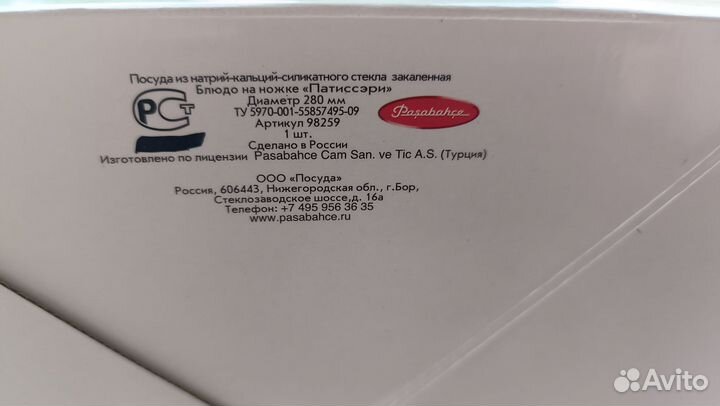 Посуда из натрий-кальций-силикатного стекла закаленная
Блюдо на ножке «Патиссэри»
Диаметр 280 мм
ТУ 5970-001-55857495-09
Артикул 98259
1 шт.
Сделано в России
Изготовлено по лицензии Pasabahce Cam San. ve Tic A.S. (Турция)
РСТ
Paşabahçe
ООО «Посуда»
Россия, 606443, Нижегородская обл., г.Бор,
Стеклозаводское шоссе,д. 16а
Телефон: +7 495 956 36 35
www.pasabahce.ru
Avito